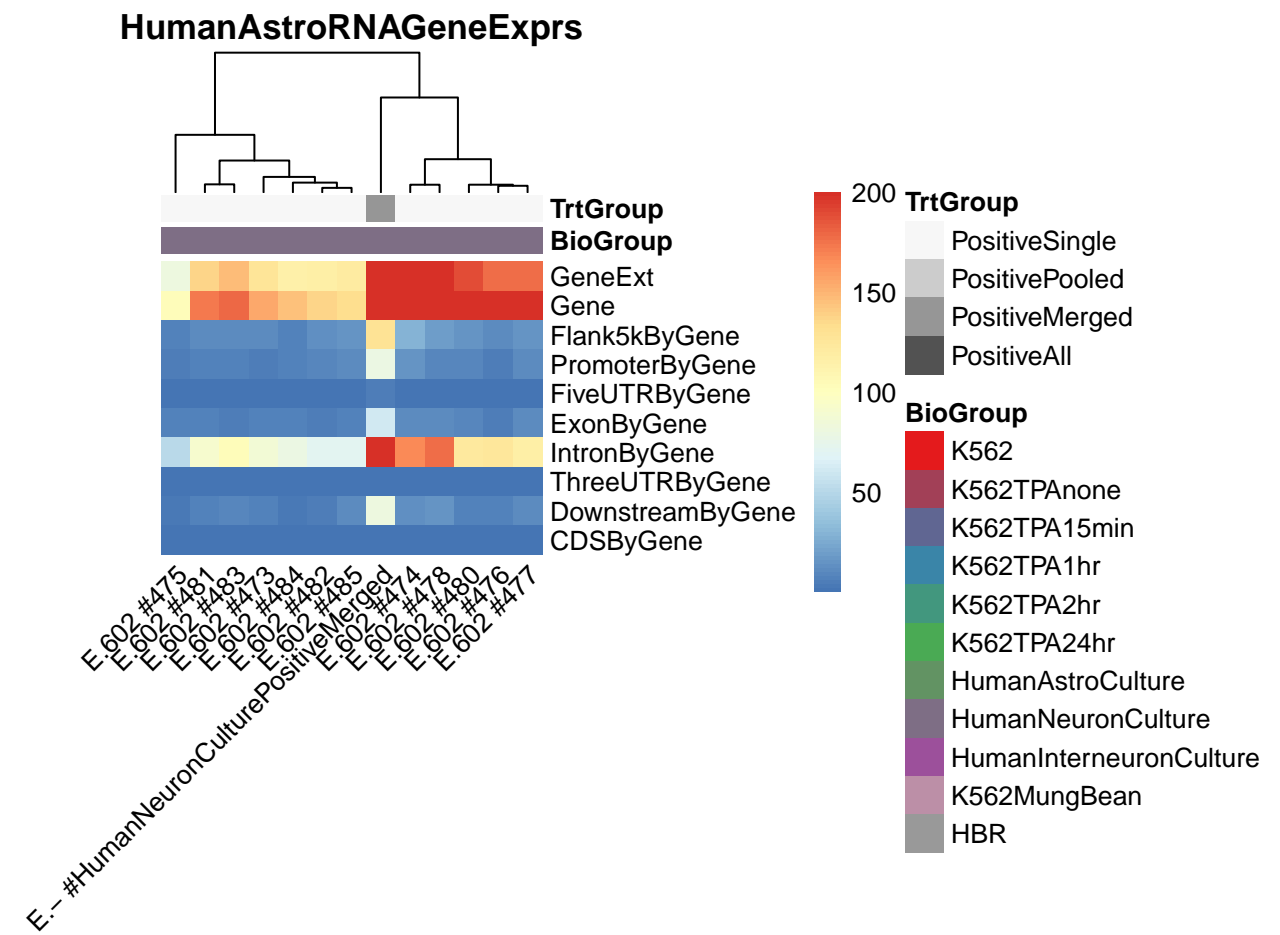 HumanAstroRNAGeneExprs
TrtGroup
BioGroup
GeneExt
Gene
Flank5kByGene
PromoterByGene
FiveUTRByGene
ExonByGene
IntronByGene
ThreeUTRByGene
DownstreamByGene
CDSByGene
E.602 #475
E.602 #481
E.602 #483
E.602 #473
E.602 #484
E.602 #482
E.602 #485
E.– #HumanNeuronCulturePositiveMerged
E.602 #474
E.602 #478
E.602 #480
E.602 #476
E.602 #477
200
150
100
50
TrtGroup
PositiveSingle
PositivePooled
PositiveMerged
PositiveAll
BioGroup
K562
K562TPAnone
K562TPA15min
K562TPA1hr
K562TPA2hr
K562TPA24hr
HumanAstroCulture
HumanNeuronCulture
HumanInterneuronCulture
K562MungBean
HBR